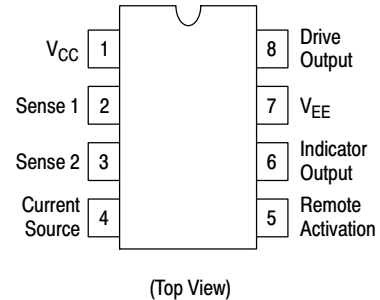 VCC 1
Sense 1 2
Sense 2 3
Current
Source 4
8 Drive
Output
7 VEE
6 Indicator
Output
5 Remote
Activation
(Top View)